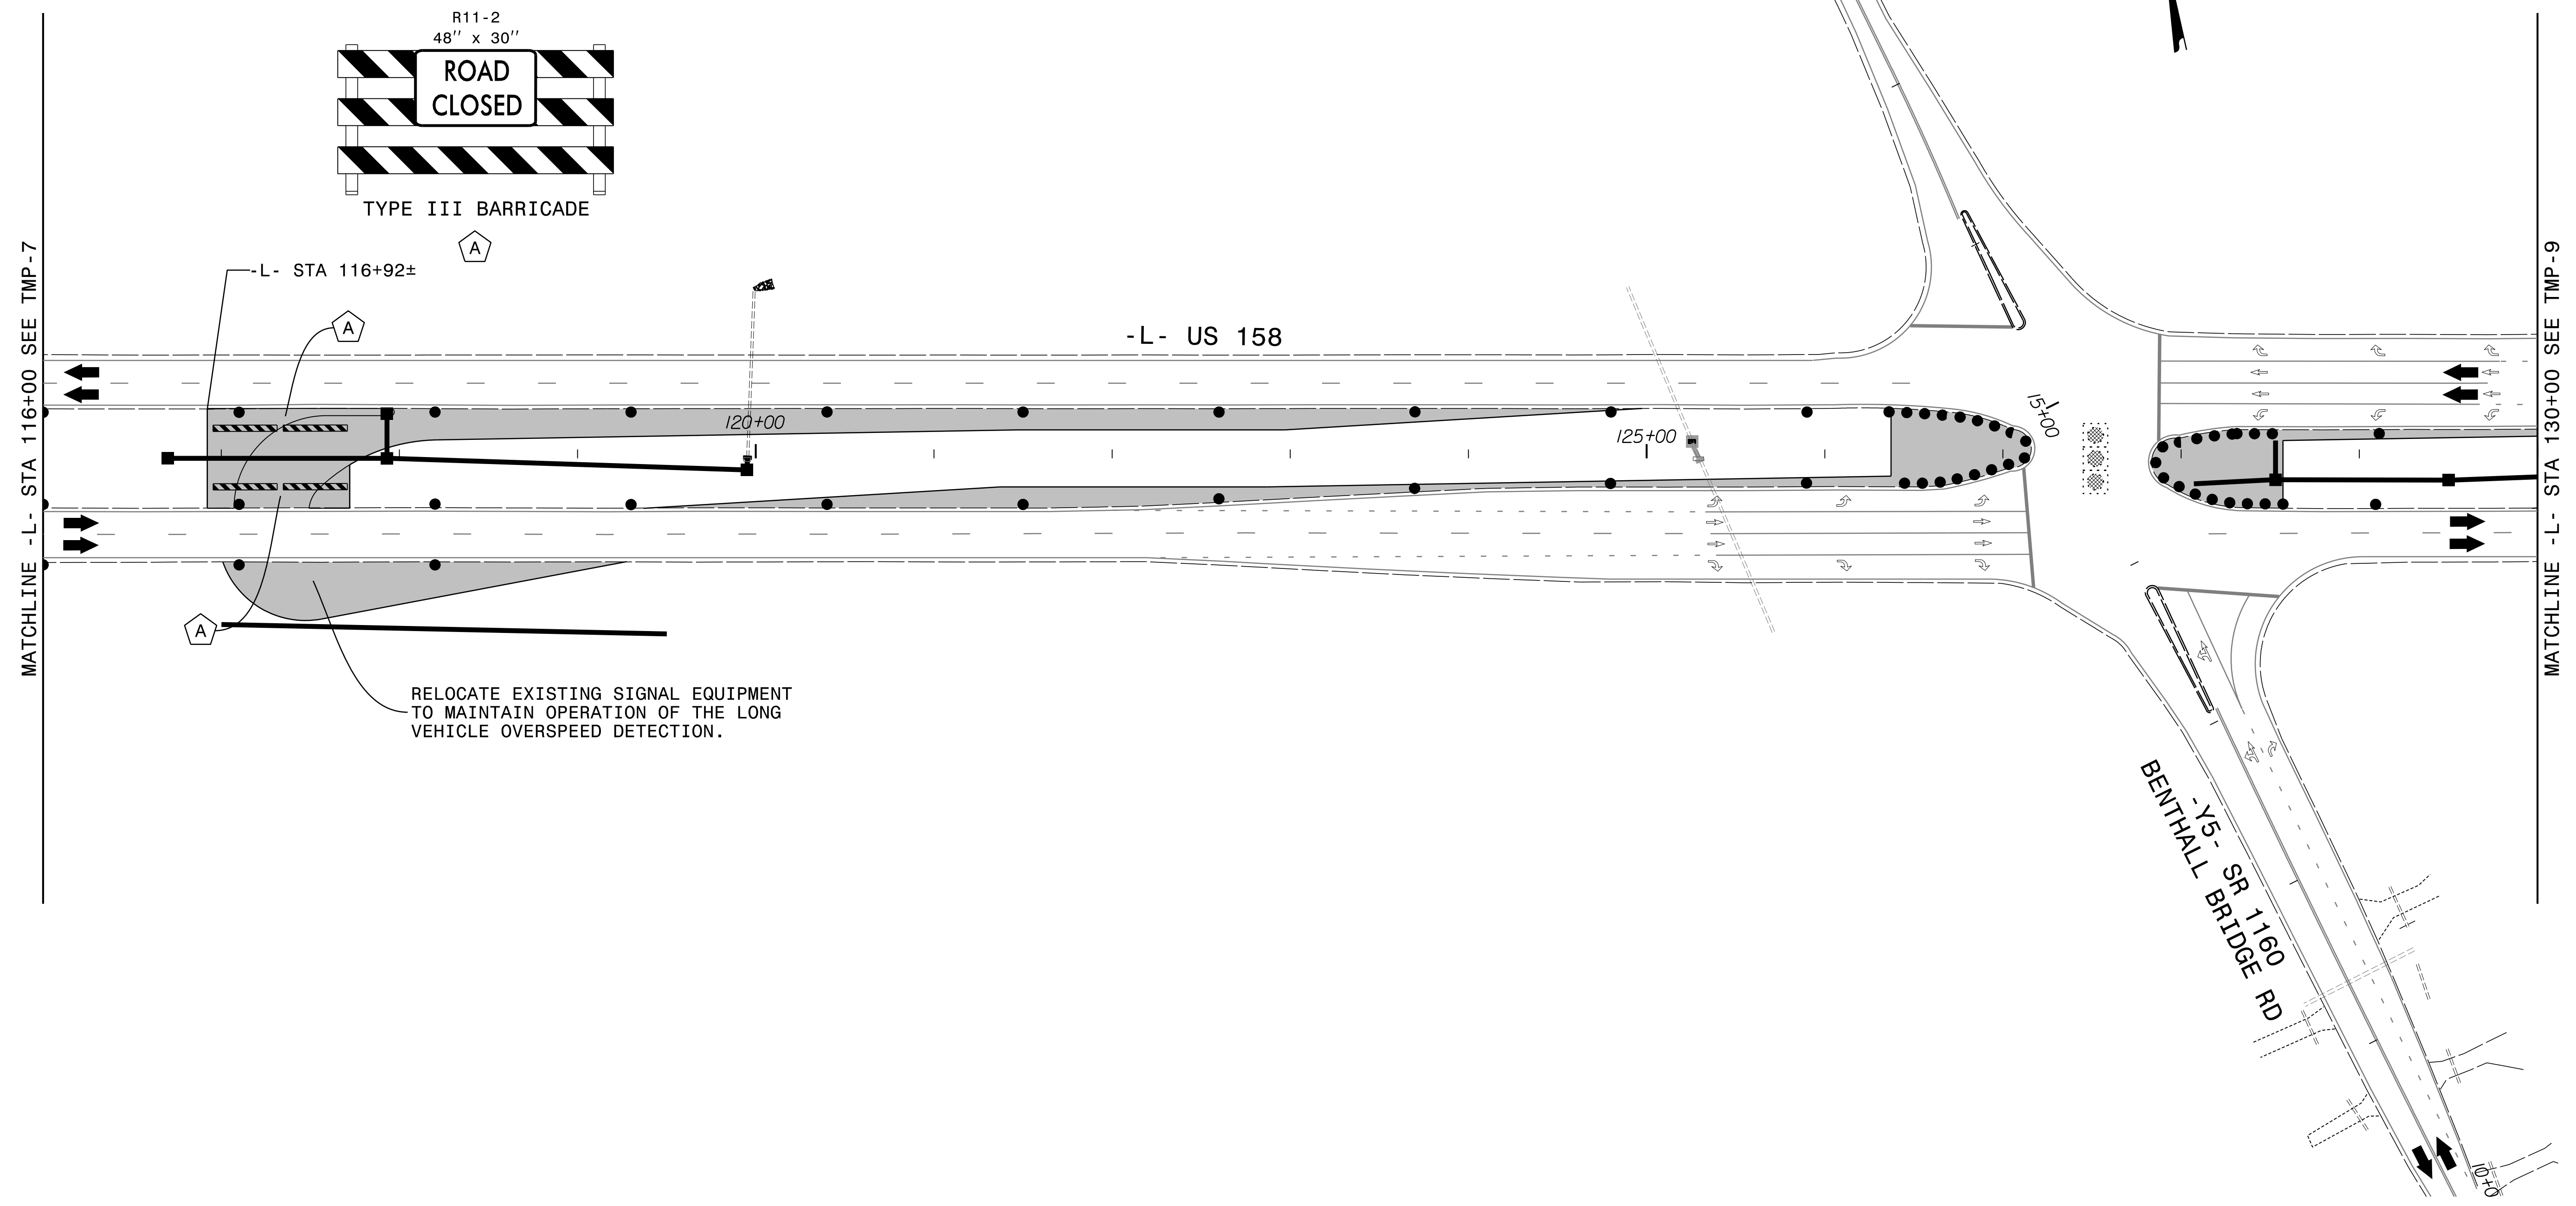 R11-2
48'' x 30''
ROAD
CLOSED
TYPE III BARRICADE
A
-L- STA 116+92±
A
-L- US 158
MATCHLINE -L- STA 116+00 SEE TMP-7
MATCHLINE -L- STA 130+00 SEE TMP-9
120+00
125+00
15+00
A
RELOCATE EXISTING SIGNAL EQUIPMENT
TO MAINTAIN OPERATION OF THE LONG
VEHICLE OVERSPEED DETECTION.
-Y5- SR 1160
BENTHALL BRIDGE RD
10+0